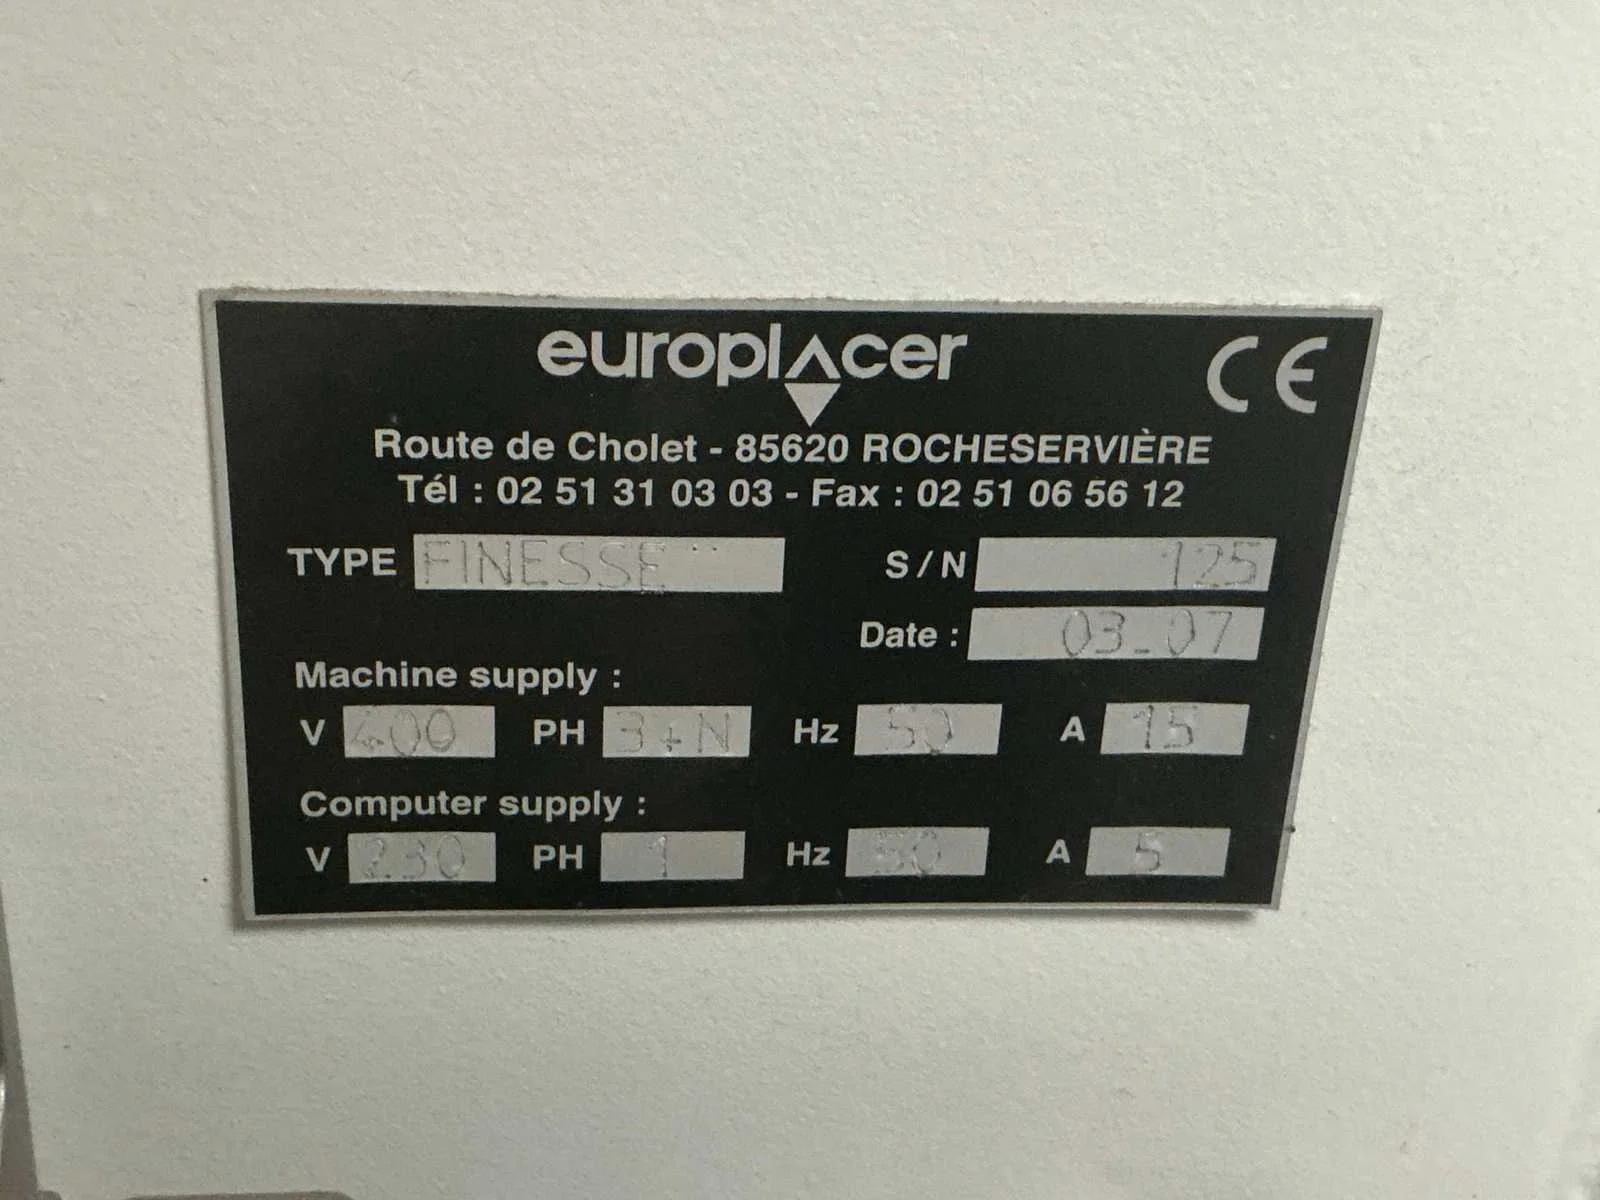 europlacer CE
Route de Cholet - 85620 ROCHESERVIÈRE
Tél : 02 51 31 03 03 - Fax : 02 51 06 56 12
TYPE FINESSE S/N 125
Date : 03_07
Machine supply :
V 400 PH 3+N Hz 50 A 15
Computer supply :
V 230 PH 1 Hz 50 A 5